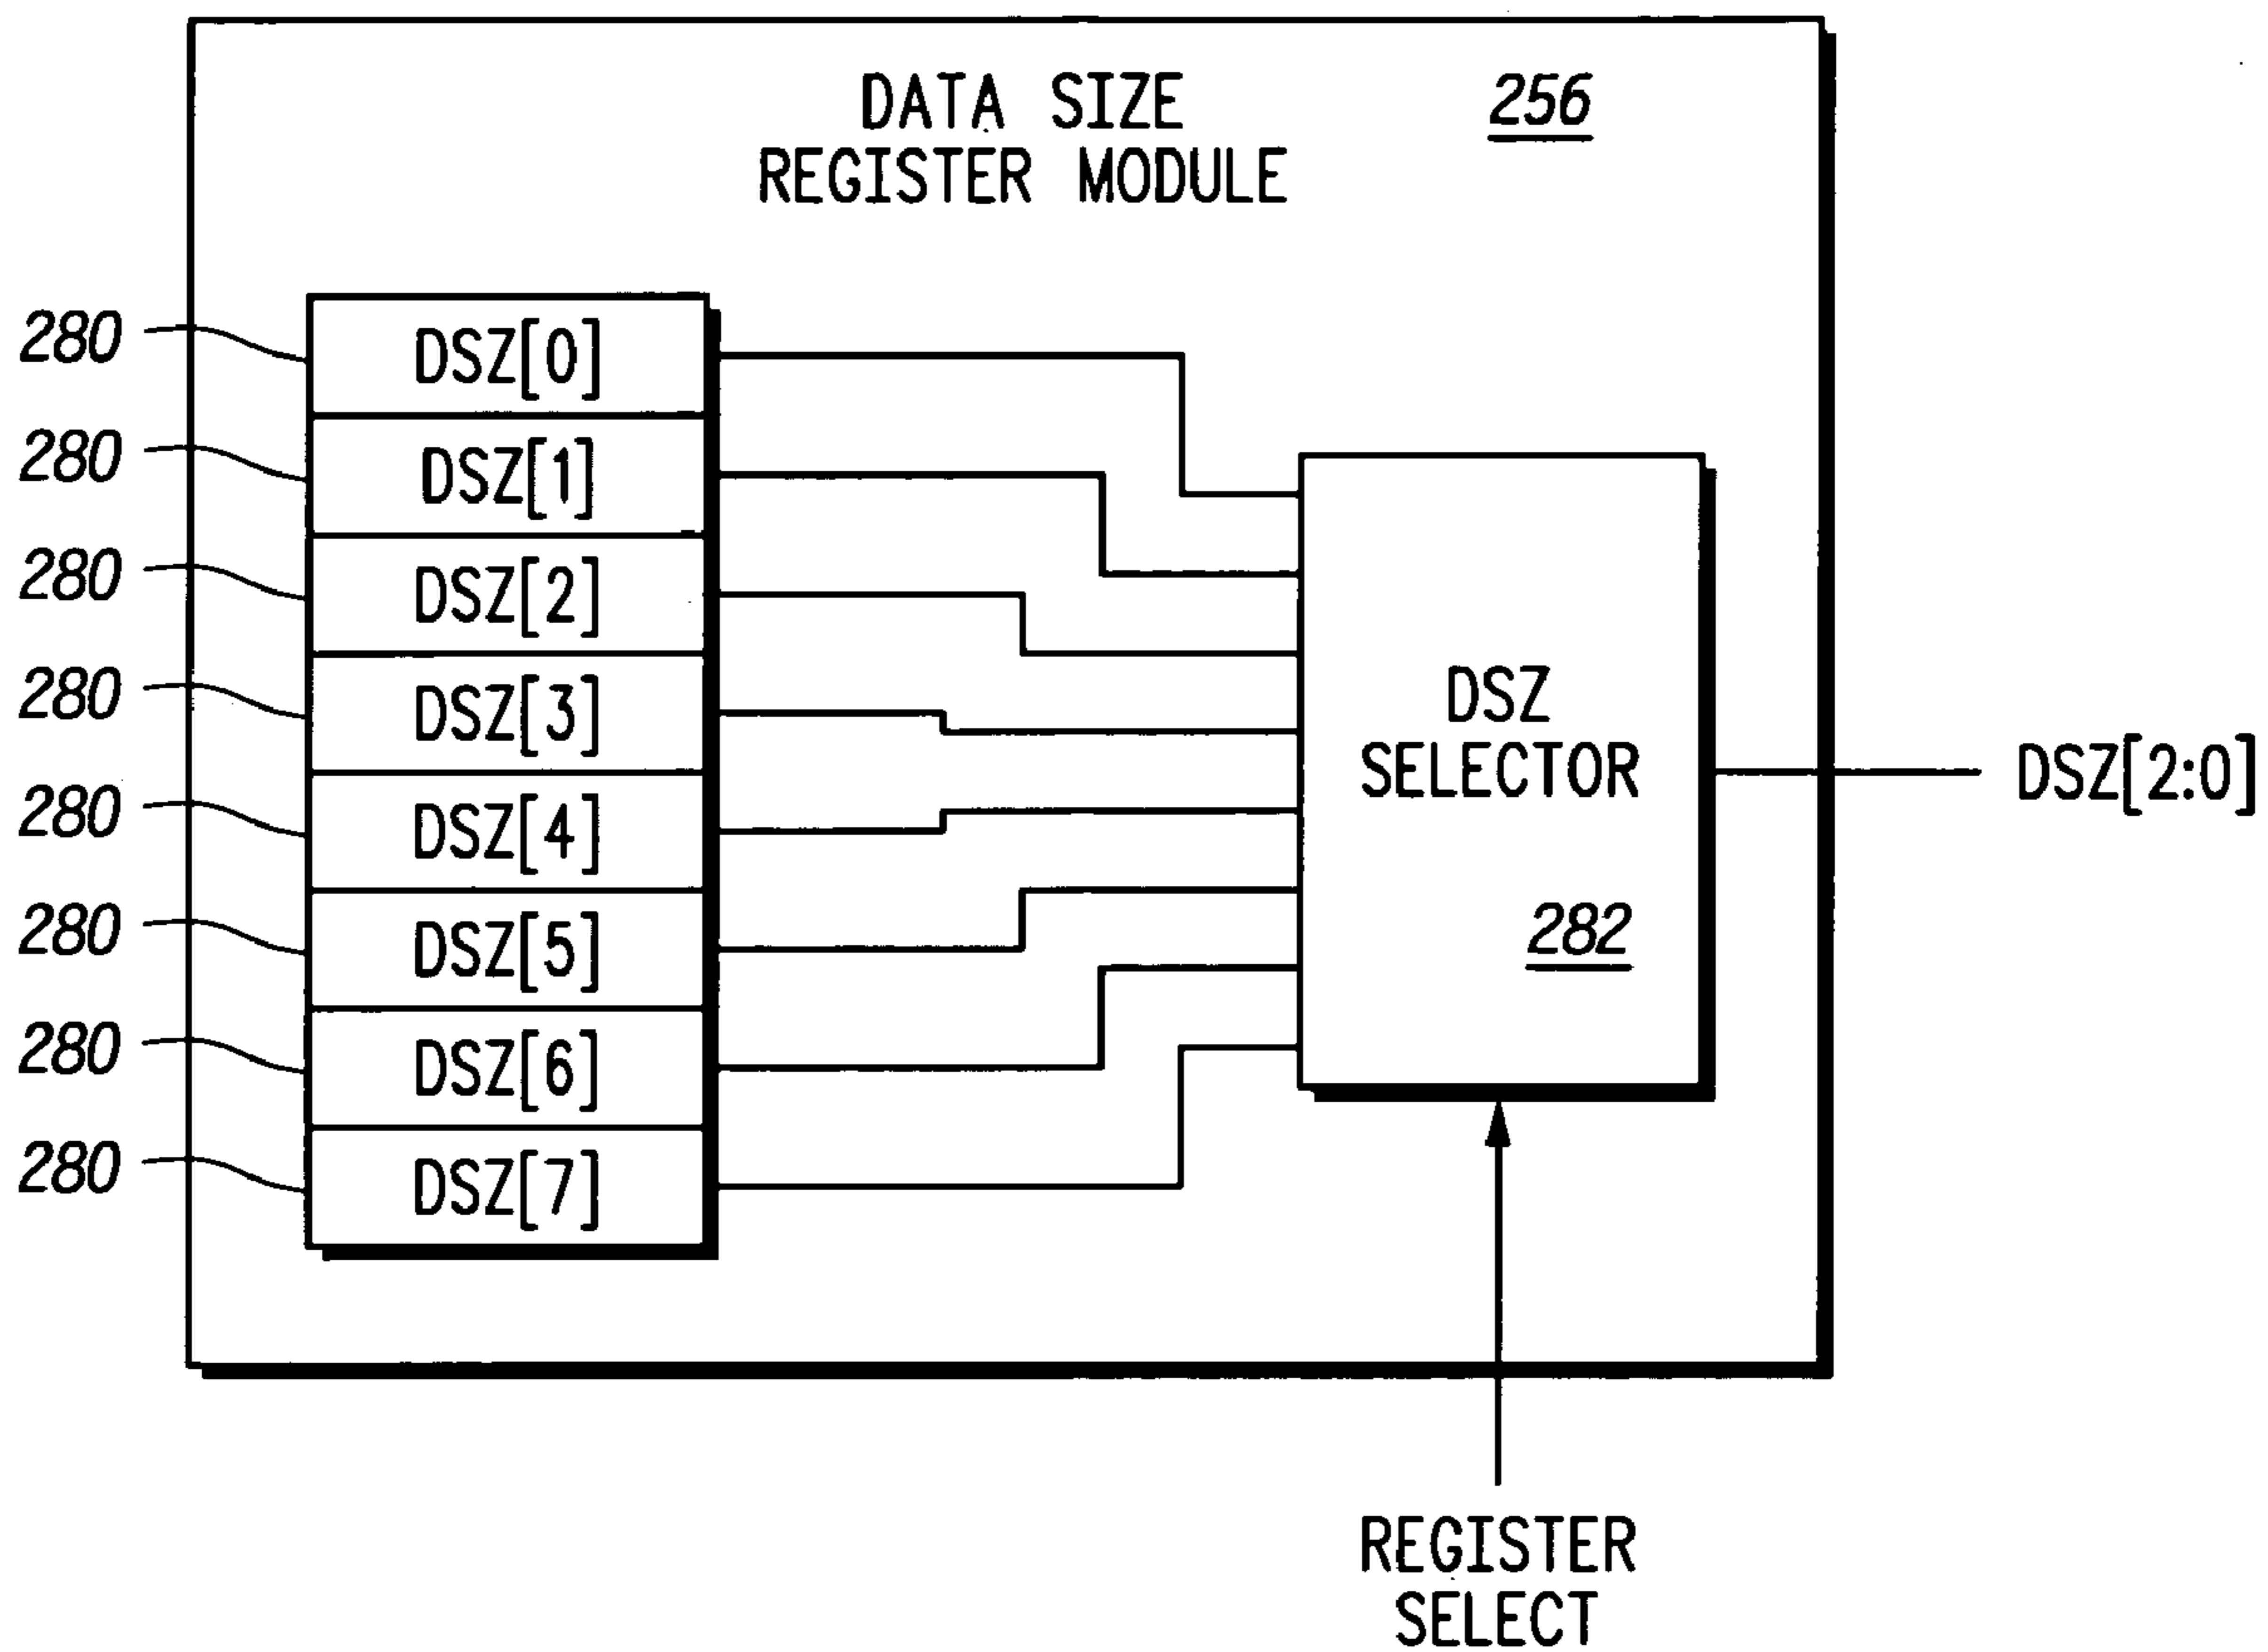 DATA SIZE
REGISTER MODULE
256
280
DSZ[0]
280
DSZ[1]
280
DSZ[2]
280
DSZ[3]
280
DSZ[4]
280
DSZ[5]
280
DSZ[6]
280
DSZ[7]
DSZ
SELECTOR
282
DSZ[2:0]
REGISTER
SELECT